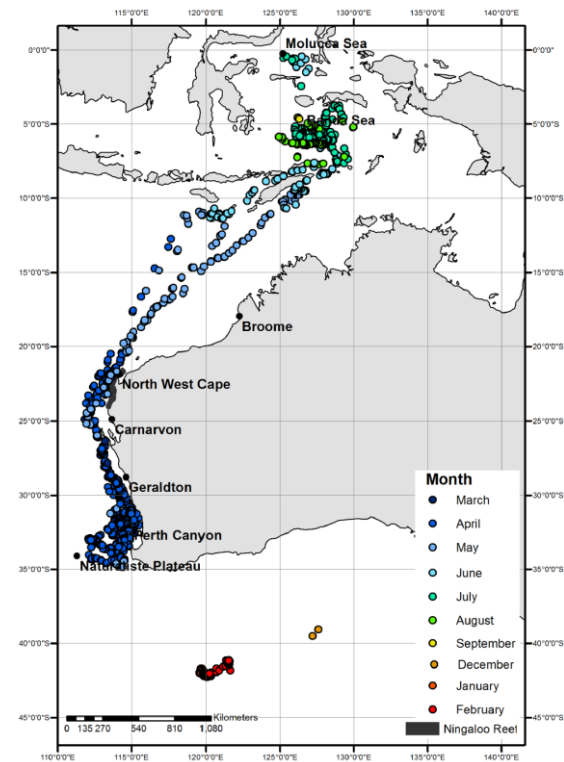 115°0'0"E 120°0'0"E 125°0'0"E 130°0'0"E 135°0'0"E 140°0'0"E
Molucca Sea
0°0'0"S 0°0'0"S
Banda Sea
5°0'0"S 5°0'0"S
10°0'0"S 10°0'0"S
15°0'0"S 15°0'0"S
Broome
20°0'0"S 20°0'0"S
North West Cape
25°0'0"S 25°0'0"S
Carnarvon
Geraldton
30°0'0"S 30°0'0"S
Perth Canyon
35°0'0"S 35°0'0"S
Naturaliste Plateau
40°0'0"S 40°0'0"S
45°0'0"S 45°0'0"S
Month
March
April
May
June
July
August
September
December
January
February
Ningaloo Reef
Kilometers
0 135 270 540 810 1,080
110°0'0"E 115°0'0"E 120°0'0"E 125°0'0"E 130°0'0"E 135°0'0"E 140°0'0"E